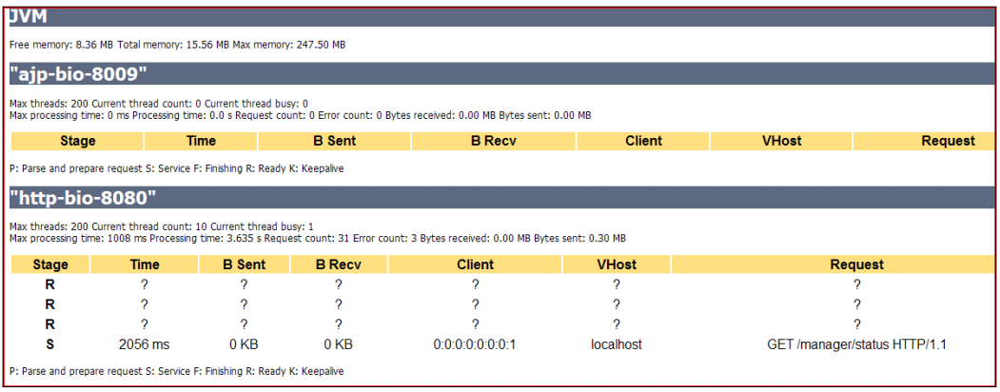 JVM
Free memory: 8.36 MB Total memory: 15.56 MB Max memory: 247.50 MB
"ajp-bio-8009"
Max threads: 200 Current thread count: 0 Current thread busy: 0
Max processing time: 0 ms Processing time: 0.0 s Request count: 0 Error count: 0 Bytes received: 0.00 MB Bytes sent: 0.00 MB
Stage Time B Sent B Recv Client VHost Request
P: Parse and prepare request S: Service F: Finishing R: Ready K: Keepalive
"http-bio-8080"
Max threads: 200 Current thread count: 10 Current thread busy: 1
Max processing time: 1008 ms Processing time: 3.635 s Request count: 31 Error count: 3 Bytes received: 0.00 MB Bytes sent: 0.30 MB
Stage Time B Sent B Recv Client VHost Request
R ? ? ? ? ? ?
R ? ? ? ? ? ?
R ? ? ? ? ? ?
S 2056 ms 0 KB 0 KB 0:0:0:0:0:0:0:1 localhost GET /manager/status HTTP/1.1
P: Parse and prepare request S: Service F: Finishing R: Ready K: Keepalive